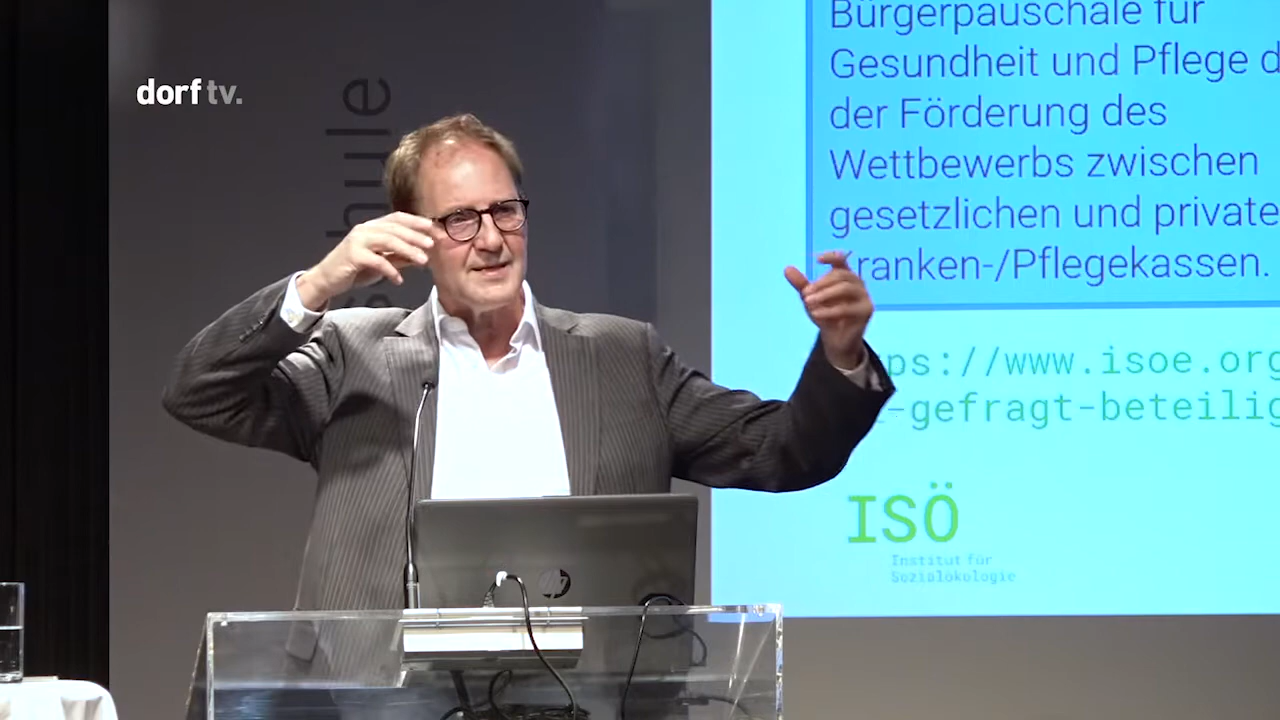 dorf tv.
hule
Bürgerpauschale für
Gesundheit und Pflege d
der Förderung des
Wettbewerbs zwischen
gesetzlichen und private
Kranken-/Pflegekassen.
ps://www.isoe.org
-gefragt-beteilig
ISÖ
Institut für
Sozialökologie